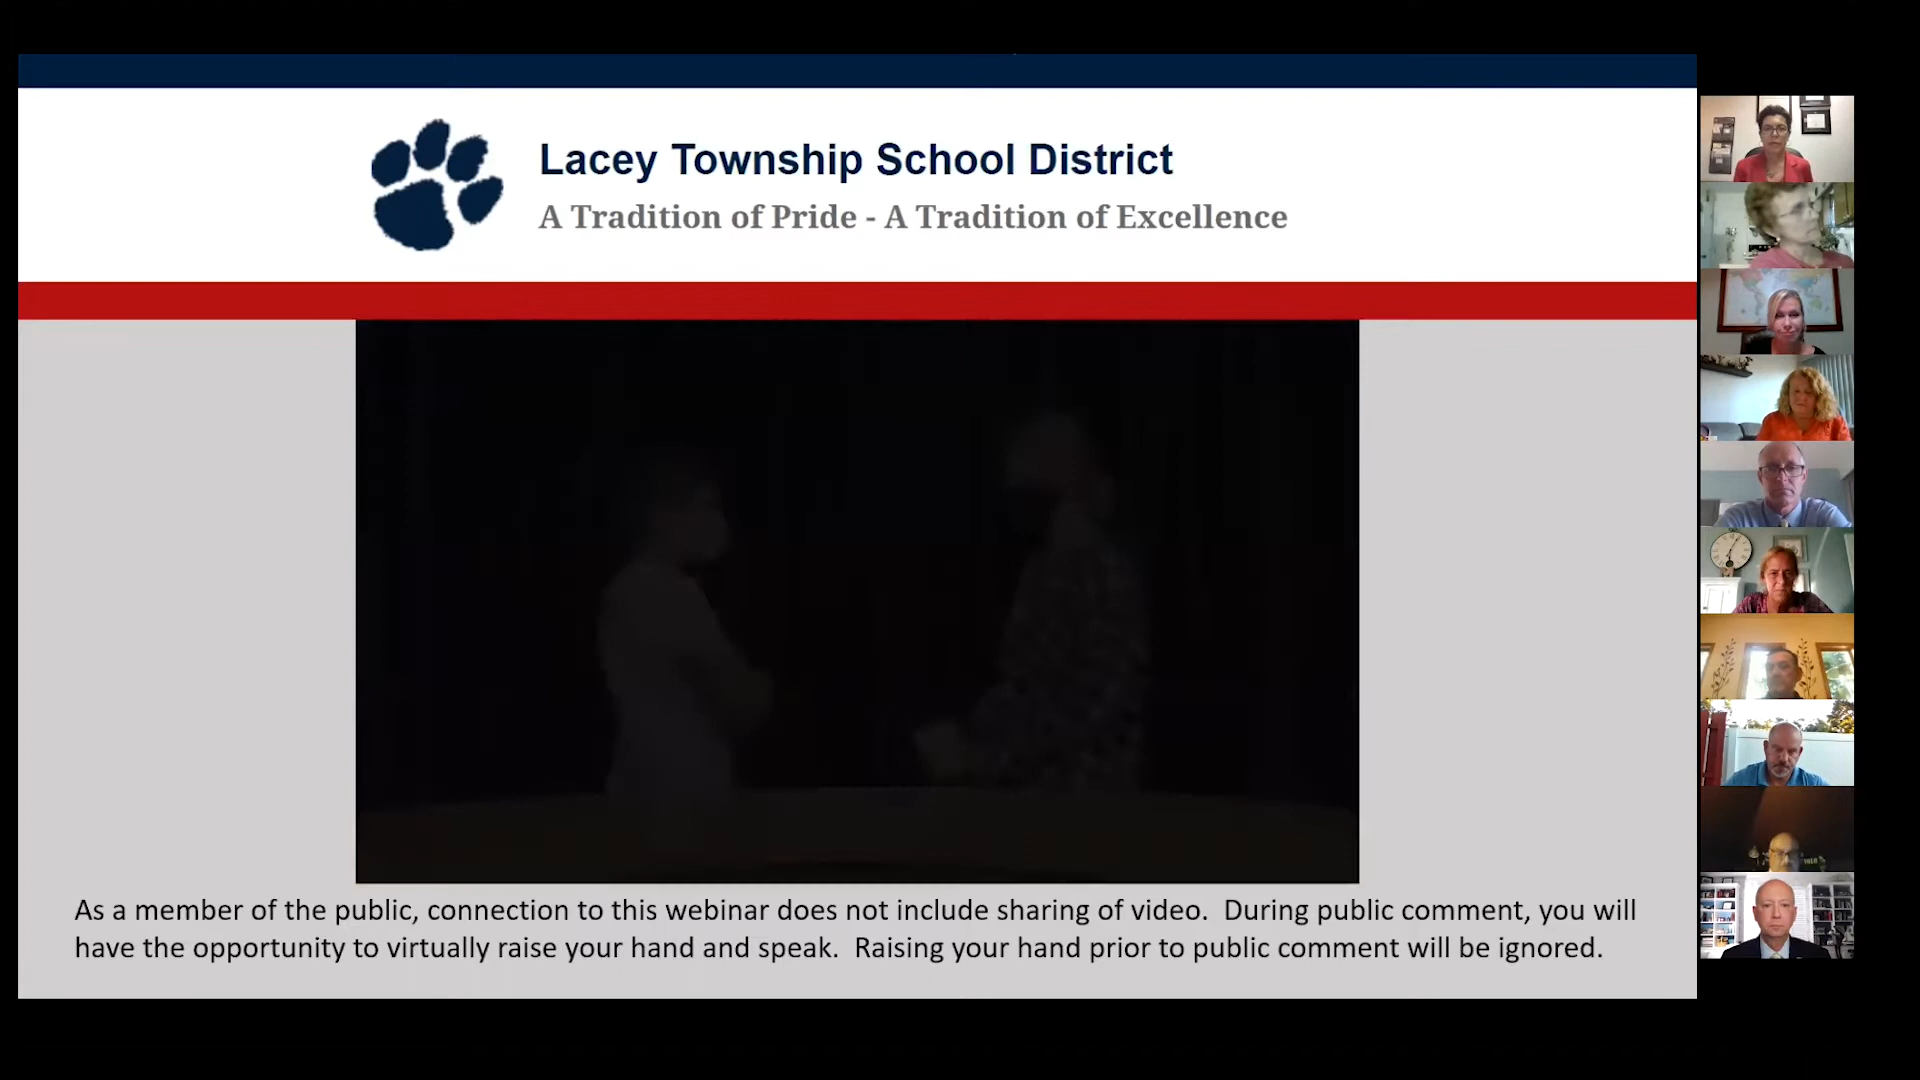 Lacey Township School District
A Tradition of Pride - A Tradition of Excellence
As a member of the public, connection to this webinar does not include sharing of video. During public comment, you will
have the opportunity to virtually raise your hand and speak. Raising your hand prior to public comment will be ignored.